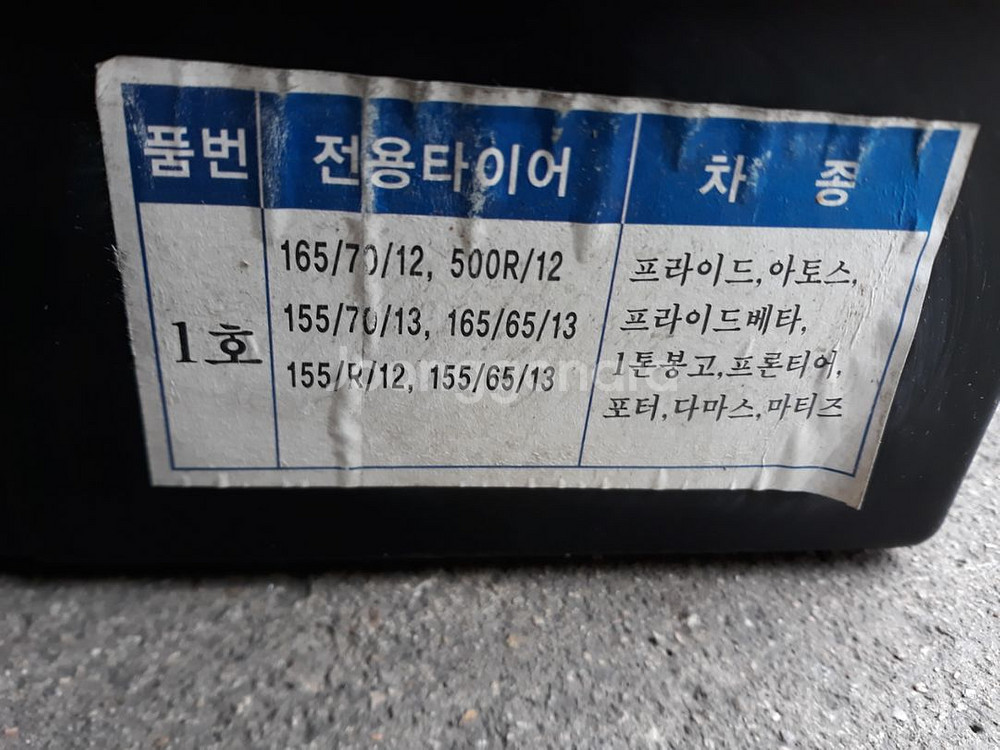 품번 전용타이어 차 종
165/70/12, 500R/12 프라이드,아토스,
155/70/13, 165/65/13 프라이드베타,
1호 155/R/12, 155/65/13 1톤봉고,프론티어,
포터,다마스,마티즈